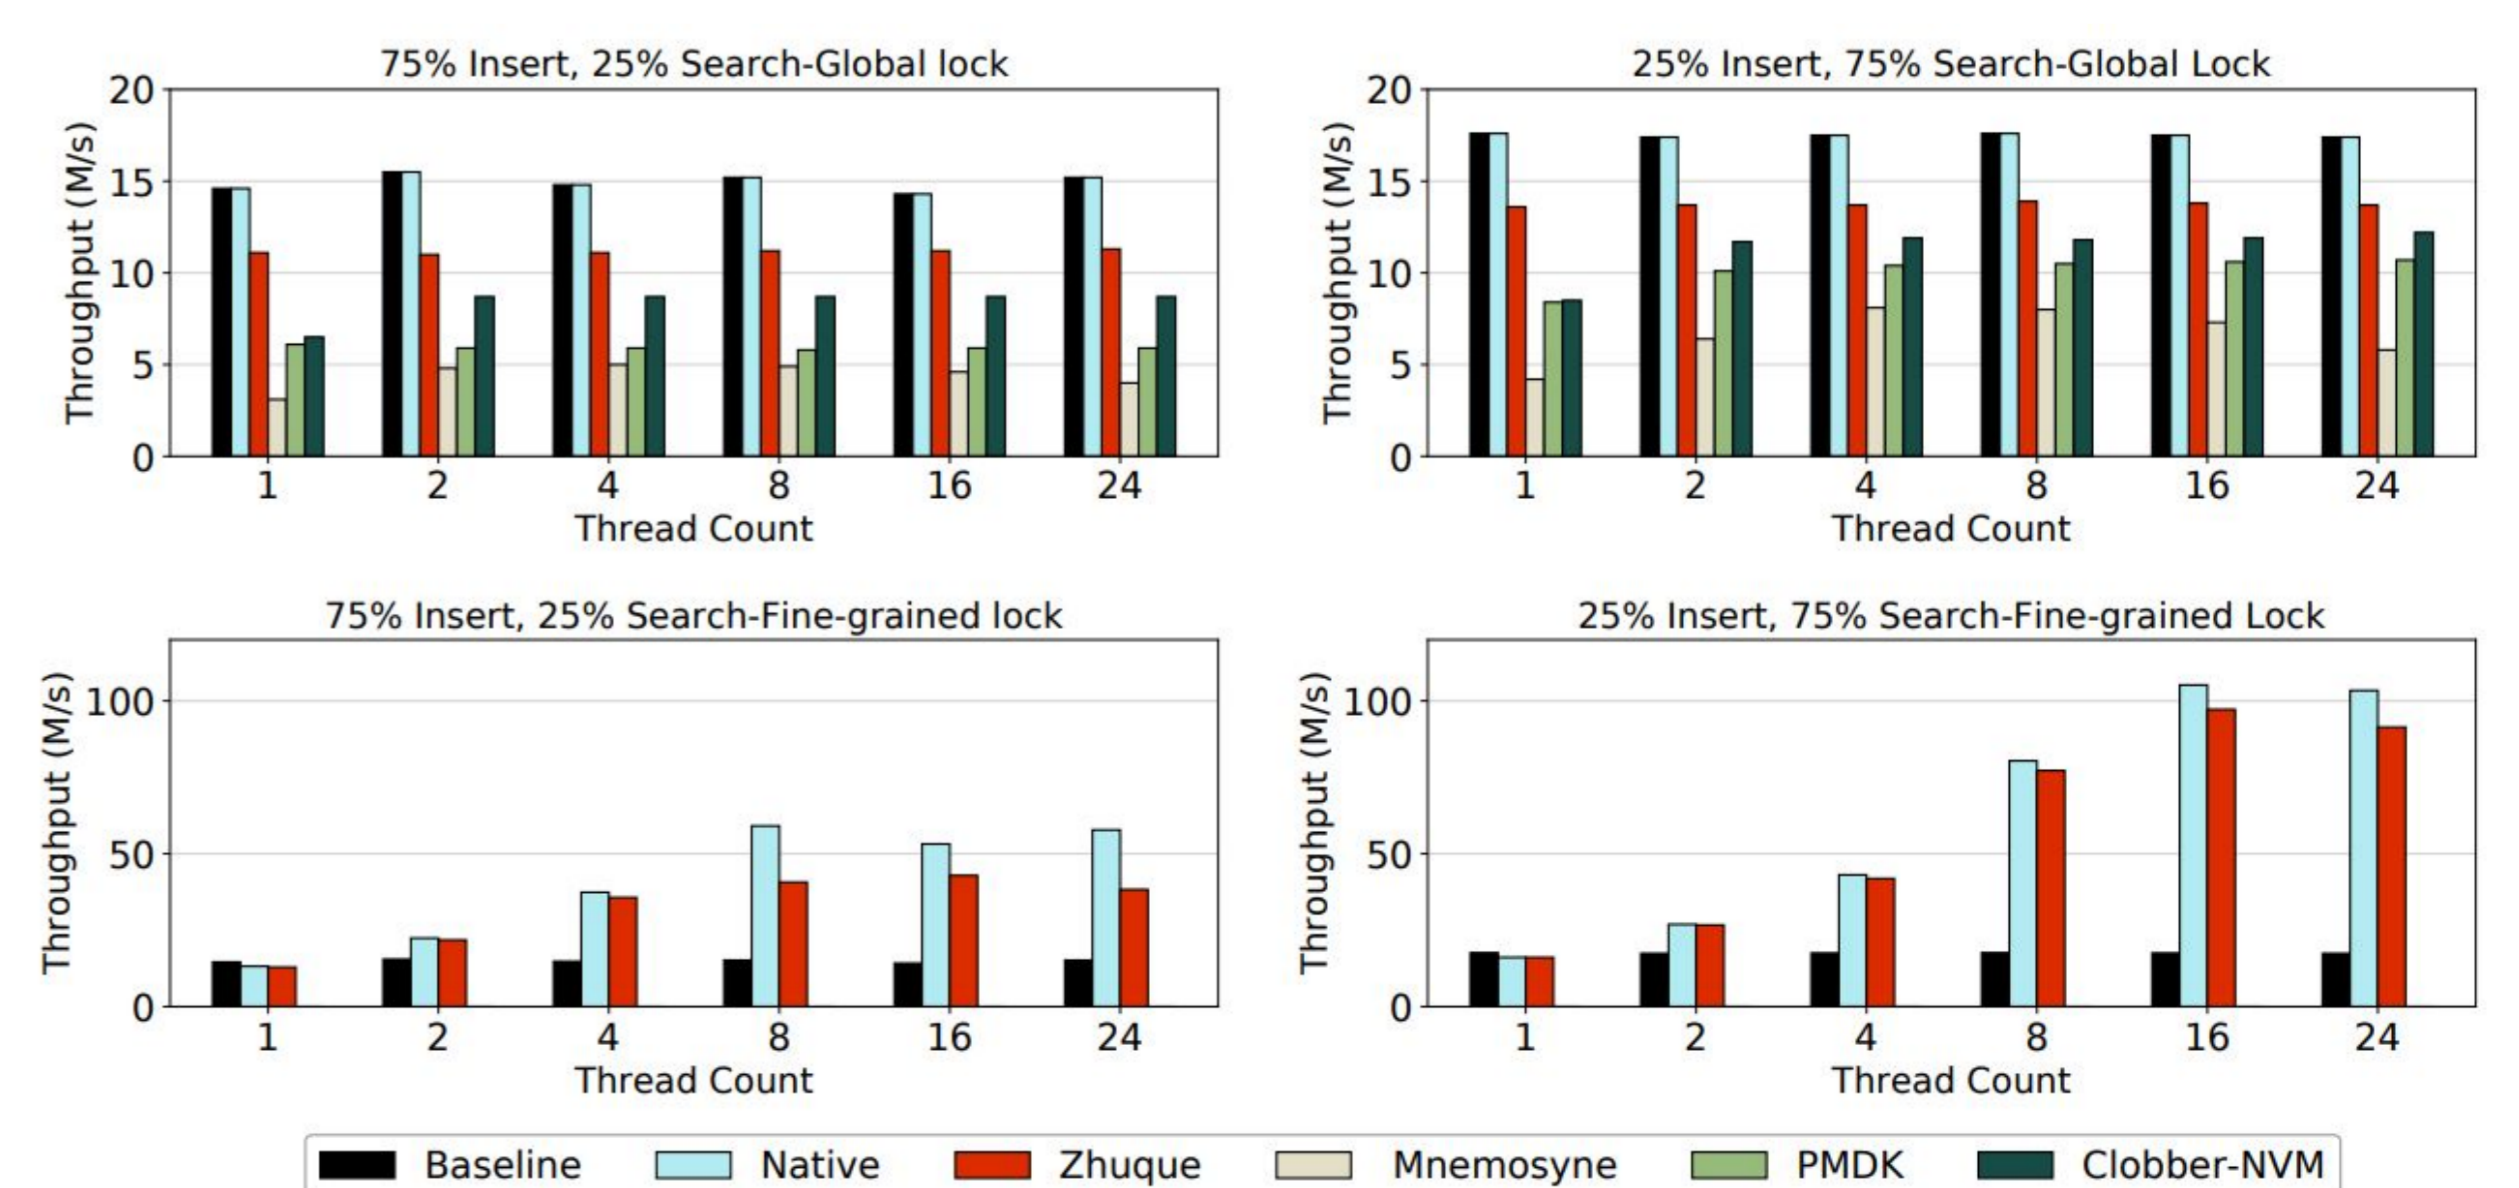 75% Insert, 25% Search-Global lock
20
15
10
5
0
Throughput (M/s)
1 2 4 8 16 24
Thread Count
25% Insert, 75% Search-Global Lock
20
15
10
5
0
Throughput (M/s)
1 2 4 8 16 24
Thread Count
75% Insert, 25% Search-Fine-grained lock
100
50
0
Throughput (M/s)
1 2 4 8 16 24
Thread Count
25% Insert, 75% Search-Fine-grained Lock
100
50
0
Throughput (M/s)
1 2 4 8 16 24
Thread Count
Baseline Native Zhuque Mnemosyne PMDK Clobber-NVM